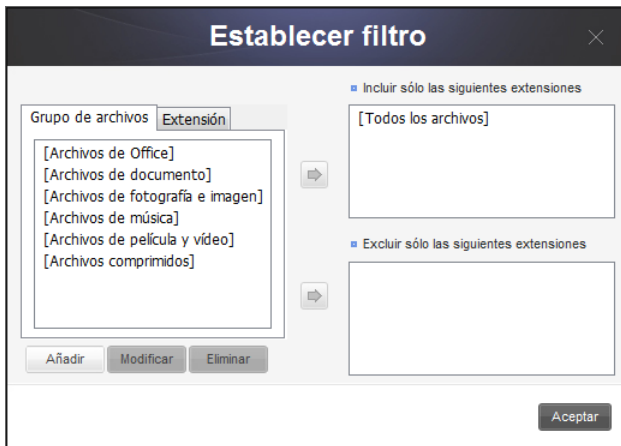 Establecer filtro
Grupo de archivos
Extensión
[Archivos de Office]
[Archivos de documento]
[Archivos de fotografía e imagen]
[Archivos de música]
[Archivos de película y vídeo]
[Archivos comprimidos]
Añadir
Modificar
Eliminar
Incluir sólo las siguientes extensiones
[Todos los archivos]
Excluir sólo las siguientes extensiones
Aceptar